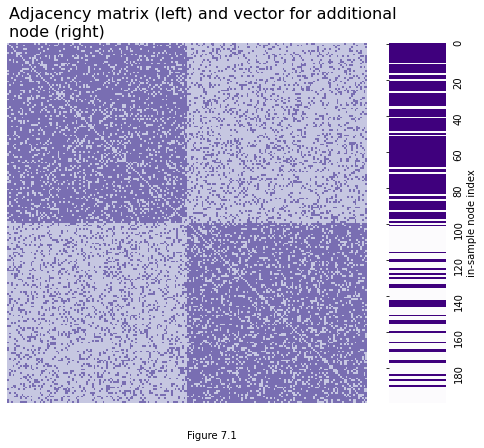 Adjacency matrix (left) and vector for additional
node (right)
0
20
40
60
80
100
120
140
160
180
in-sample node index
Figure 7.1